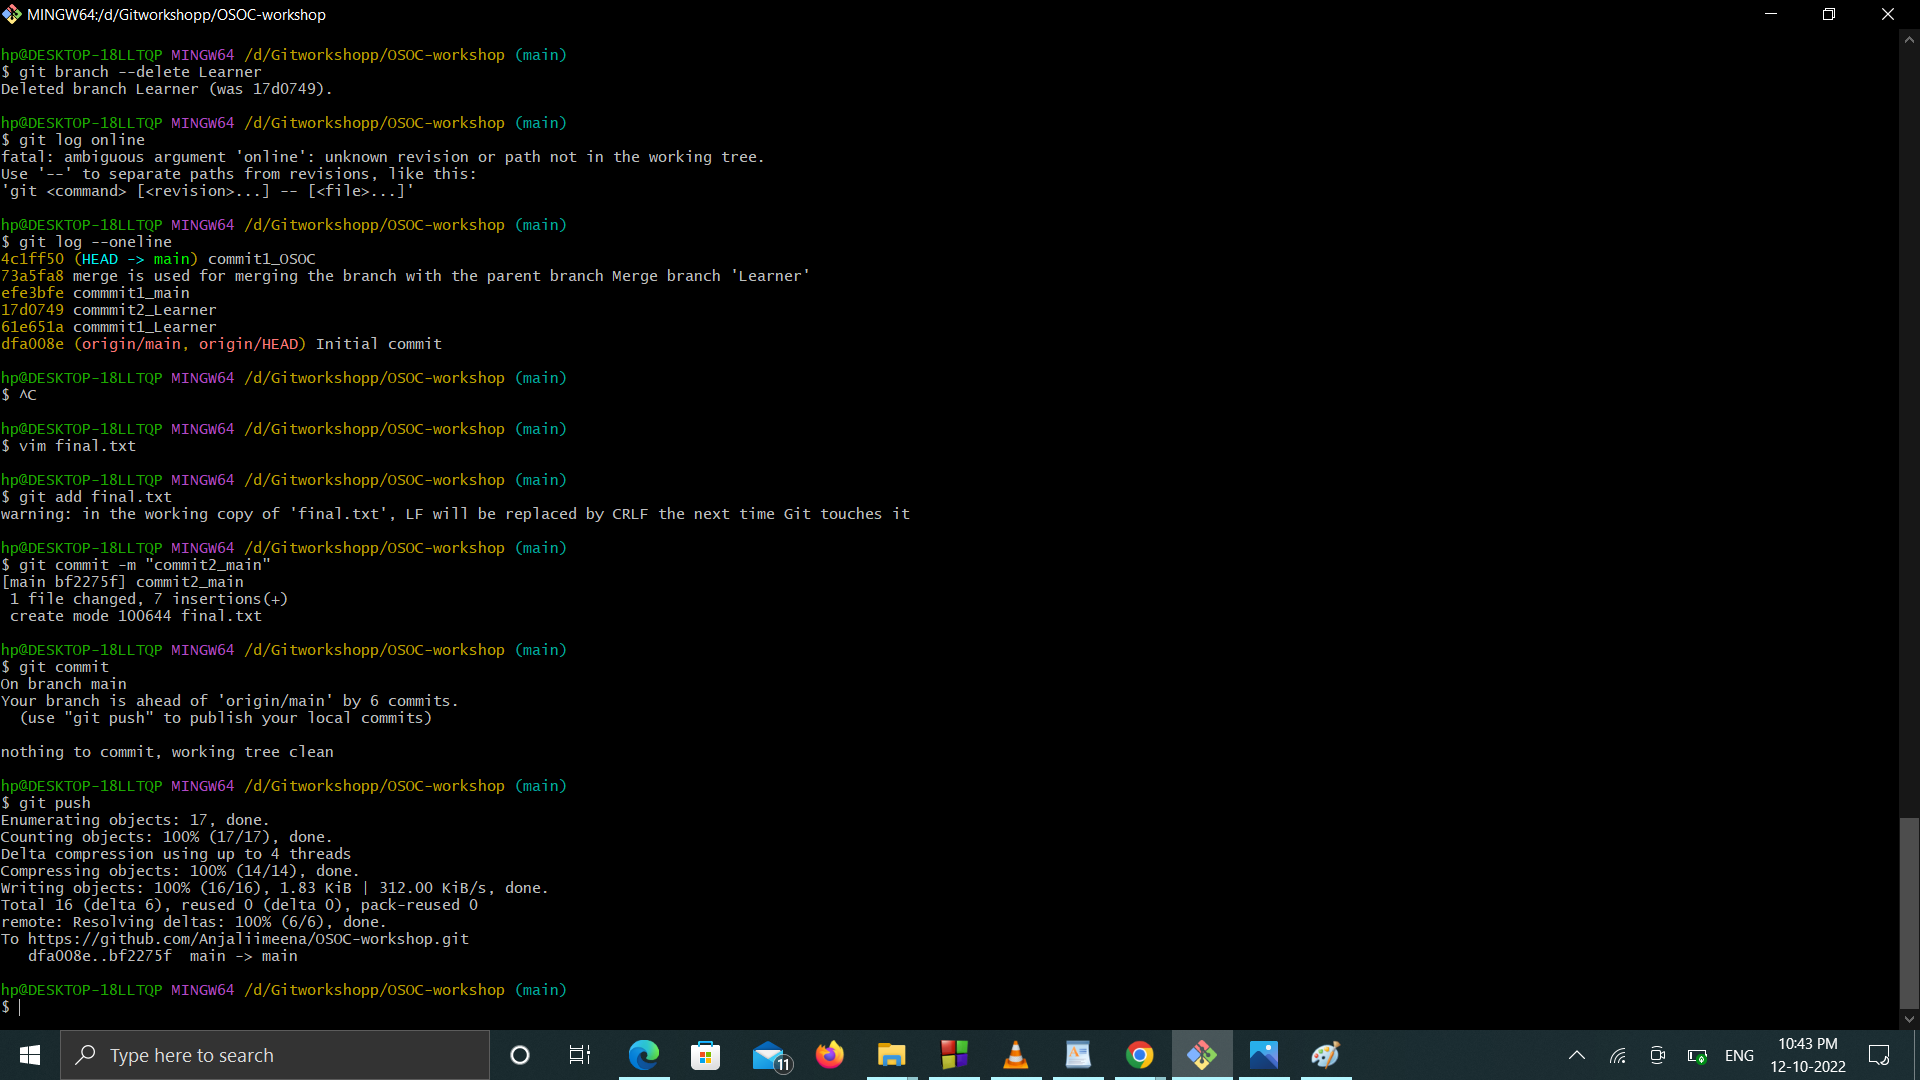 MINGW64:/d/Gitworkshopp/OSOC-workshop
hp@DESKTOP-18LLTQP MINGW64 /d/Gitworkshopp/OSOC-workshop (main)
$ git branch --delete Learner
Deleted branch Learner (was 17d0749).
hp@DESKTOP-18LLTQP MINGW64 /d/Gitworkshopp/OSOC-workshop (main)
$ git log online
fatal: ambiguous argument 'online': unknown revision or path not in the working tree.
Use '--' to separate paths from revisions, like this:
'git <command> [<revision>...] -- [<file>...]'
hp@DESKTOP-18LLTQP MINGW64 /d/Gitworkshopp/OSOC-workshop (main)
$ git log --oneline
4c1ff50 (HEAD -> main) commit1_OSOC
73a5fa8 merge is used for merging the branch with the parent branch Merge branch 'Learner'
efe3bfe commmit1_main
17d0749 commmit2_Learner
61e651a commmit1_Learner
dfa008e (origin/main, origin/HEAD) Initial commit
hp@DESKTOP-18LLTQP MINGW64 /d/Gitworkshopp/OSOC-workshop (main)
$ ^C
hp@DESKTOP-18LLTQP MINGW64 /d/Gitworkshopp/OSOC-workshop (main)
$ vim final.txt
hp@DESKTOP-18LLTQP MINGW64 /d/Gitworkshopp/OSOC-workshop (main)
$ git add final.txt
warning: in the working copy of 'final.txt', LF will be replaced by CRLF the next time Git touches it
hp@DESKTOP-18LLTQP MINGW64 /d/Gitworkshopp/OSOC-workshop (main)
$ git commit -m "commit2_main"
[main bf2275f] commit2_main
1 file changed, 7 insertions(+)
create mode 100644 final.txt
hp@DESKTOP-18LLTQP MINGW64 /d/Gitworkshopp/OSOC-workshop (main)
$ git commit
On branch main
Your branch is ahead of 'origin/main' by 6 commits.
(use "git push" to publish your local commits)
nothing to commit, working tree clean
hp@DESKTOP-18LLTQP MINGW64 /d/Gitworkshopp/OSOC-workshop (main)
$ git push
Enumerating objects: 17, done.
Counting objects: 100% (17/17), done.
Delta compression using up to 4 threads
Compressing objects: 100% (14/14), done.
Writing objects: 100% (16/16), 1.83 KiB | 312.00 KiB/s, done.
Total 16 (delta 6), reused 0 (delta 0), pack-reused 0
remote: Resolving deltas: 100% (6/6), done.
To https://github.com/Anjaliimeena/OSOC-workshop.git
dfa008e..bf2275f  main -> main
hp@DESKTOP-18LLTQP MINGW64 /d/Gitworkshopp/OSOC-workshop (main)
$
Type here to search
11
ENG
10:43 PM
12-10-2022